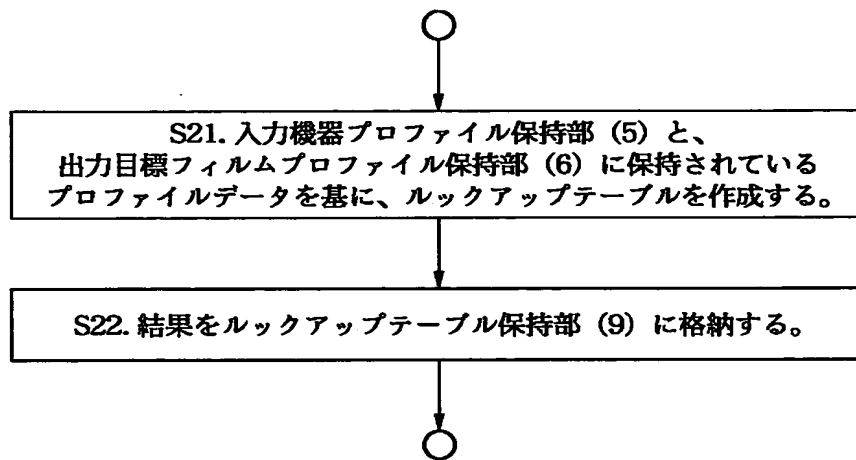 S21. 入力機器プロファイル保持部（5）と、
出力目標フィルムプロファイル保持部（6）に保持されている
プロファイルデータを基に、ルックアップテーブルを作成する。
S22. 結果をルックアップテーブル保持部（9）に格納する。